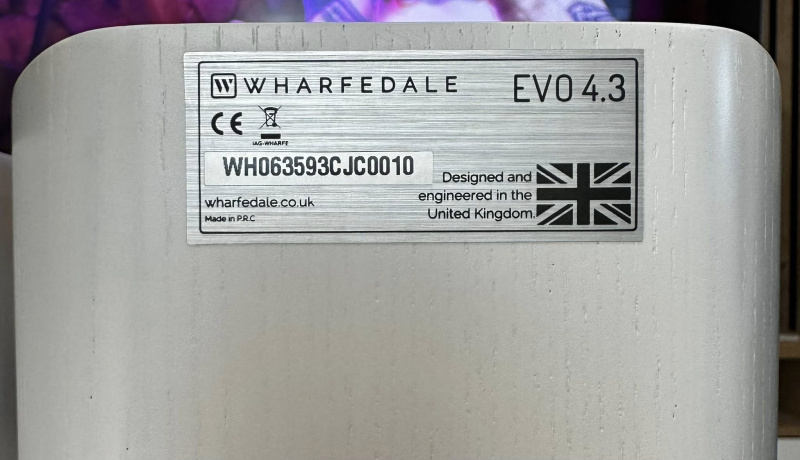 W WHARFEDALE EVO 4.3
CE
IAG-WHARFE
WH063593CJC0010
Designed and
engineered in the
United Kingdom.
wharfedale.co.uk
Made in P.R.C